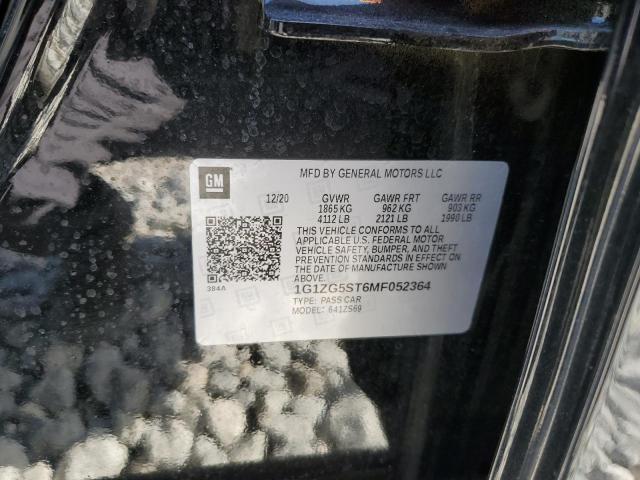 GM
MFD BY GENERAL MOTORS LLC
12/20 GVWR GAWR FRT GAWR RR
1865 KG 962 KG 903 KG
4112 LB 2121 LB 1990 LB
THIS VEHICLE CONFORMS TO ALL
APPLICABLE U.S. FEDERAL MOTOR
VEHICLE SAFETY, BUMPER, AND THEFT
PREVENTION STANDARDS IN EFFECT ON
THE DATE OF MANUFACTURE SHOWN
ABOVE.
384A
1G1ZG5ST6MF052364
TYPE: PASS CAR
MODEL: 641ZS69